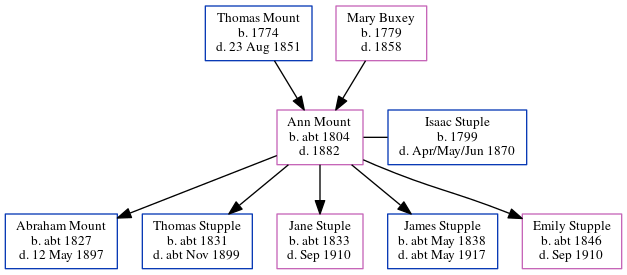 Thomas Mount
b. 1774
d. 23 Aug 1851
Mary Buxey
b. 1779
d. 1858
Ann Mount
b. abt 1804
d. 1882
Isaac Stuple
b. 1799
d. Apr/May/Jun 1870
Abraham Mount
b. abt 1827
d. 12 May 1897
Thomas Stupple
b. abt 1831
d. abt Nov 1899
Jane Stuple
b. abt 1833
d. Sep 1910
James Stupple
b. abt May 1838
d. abt May 1917
Emily Stupple
b. abt 1846
d. Sep 1910